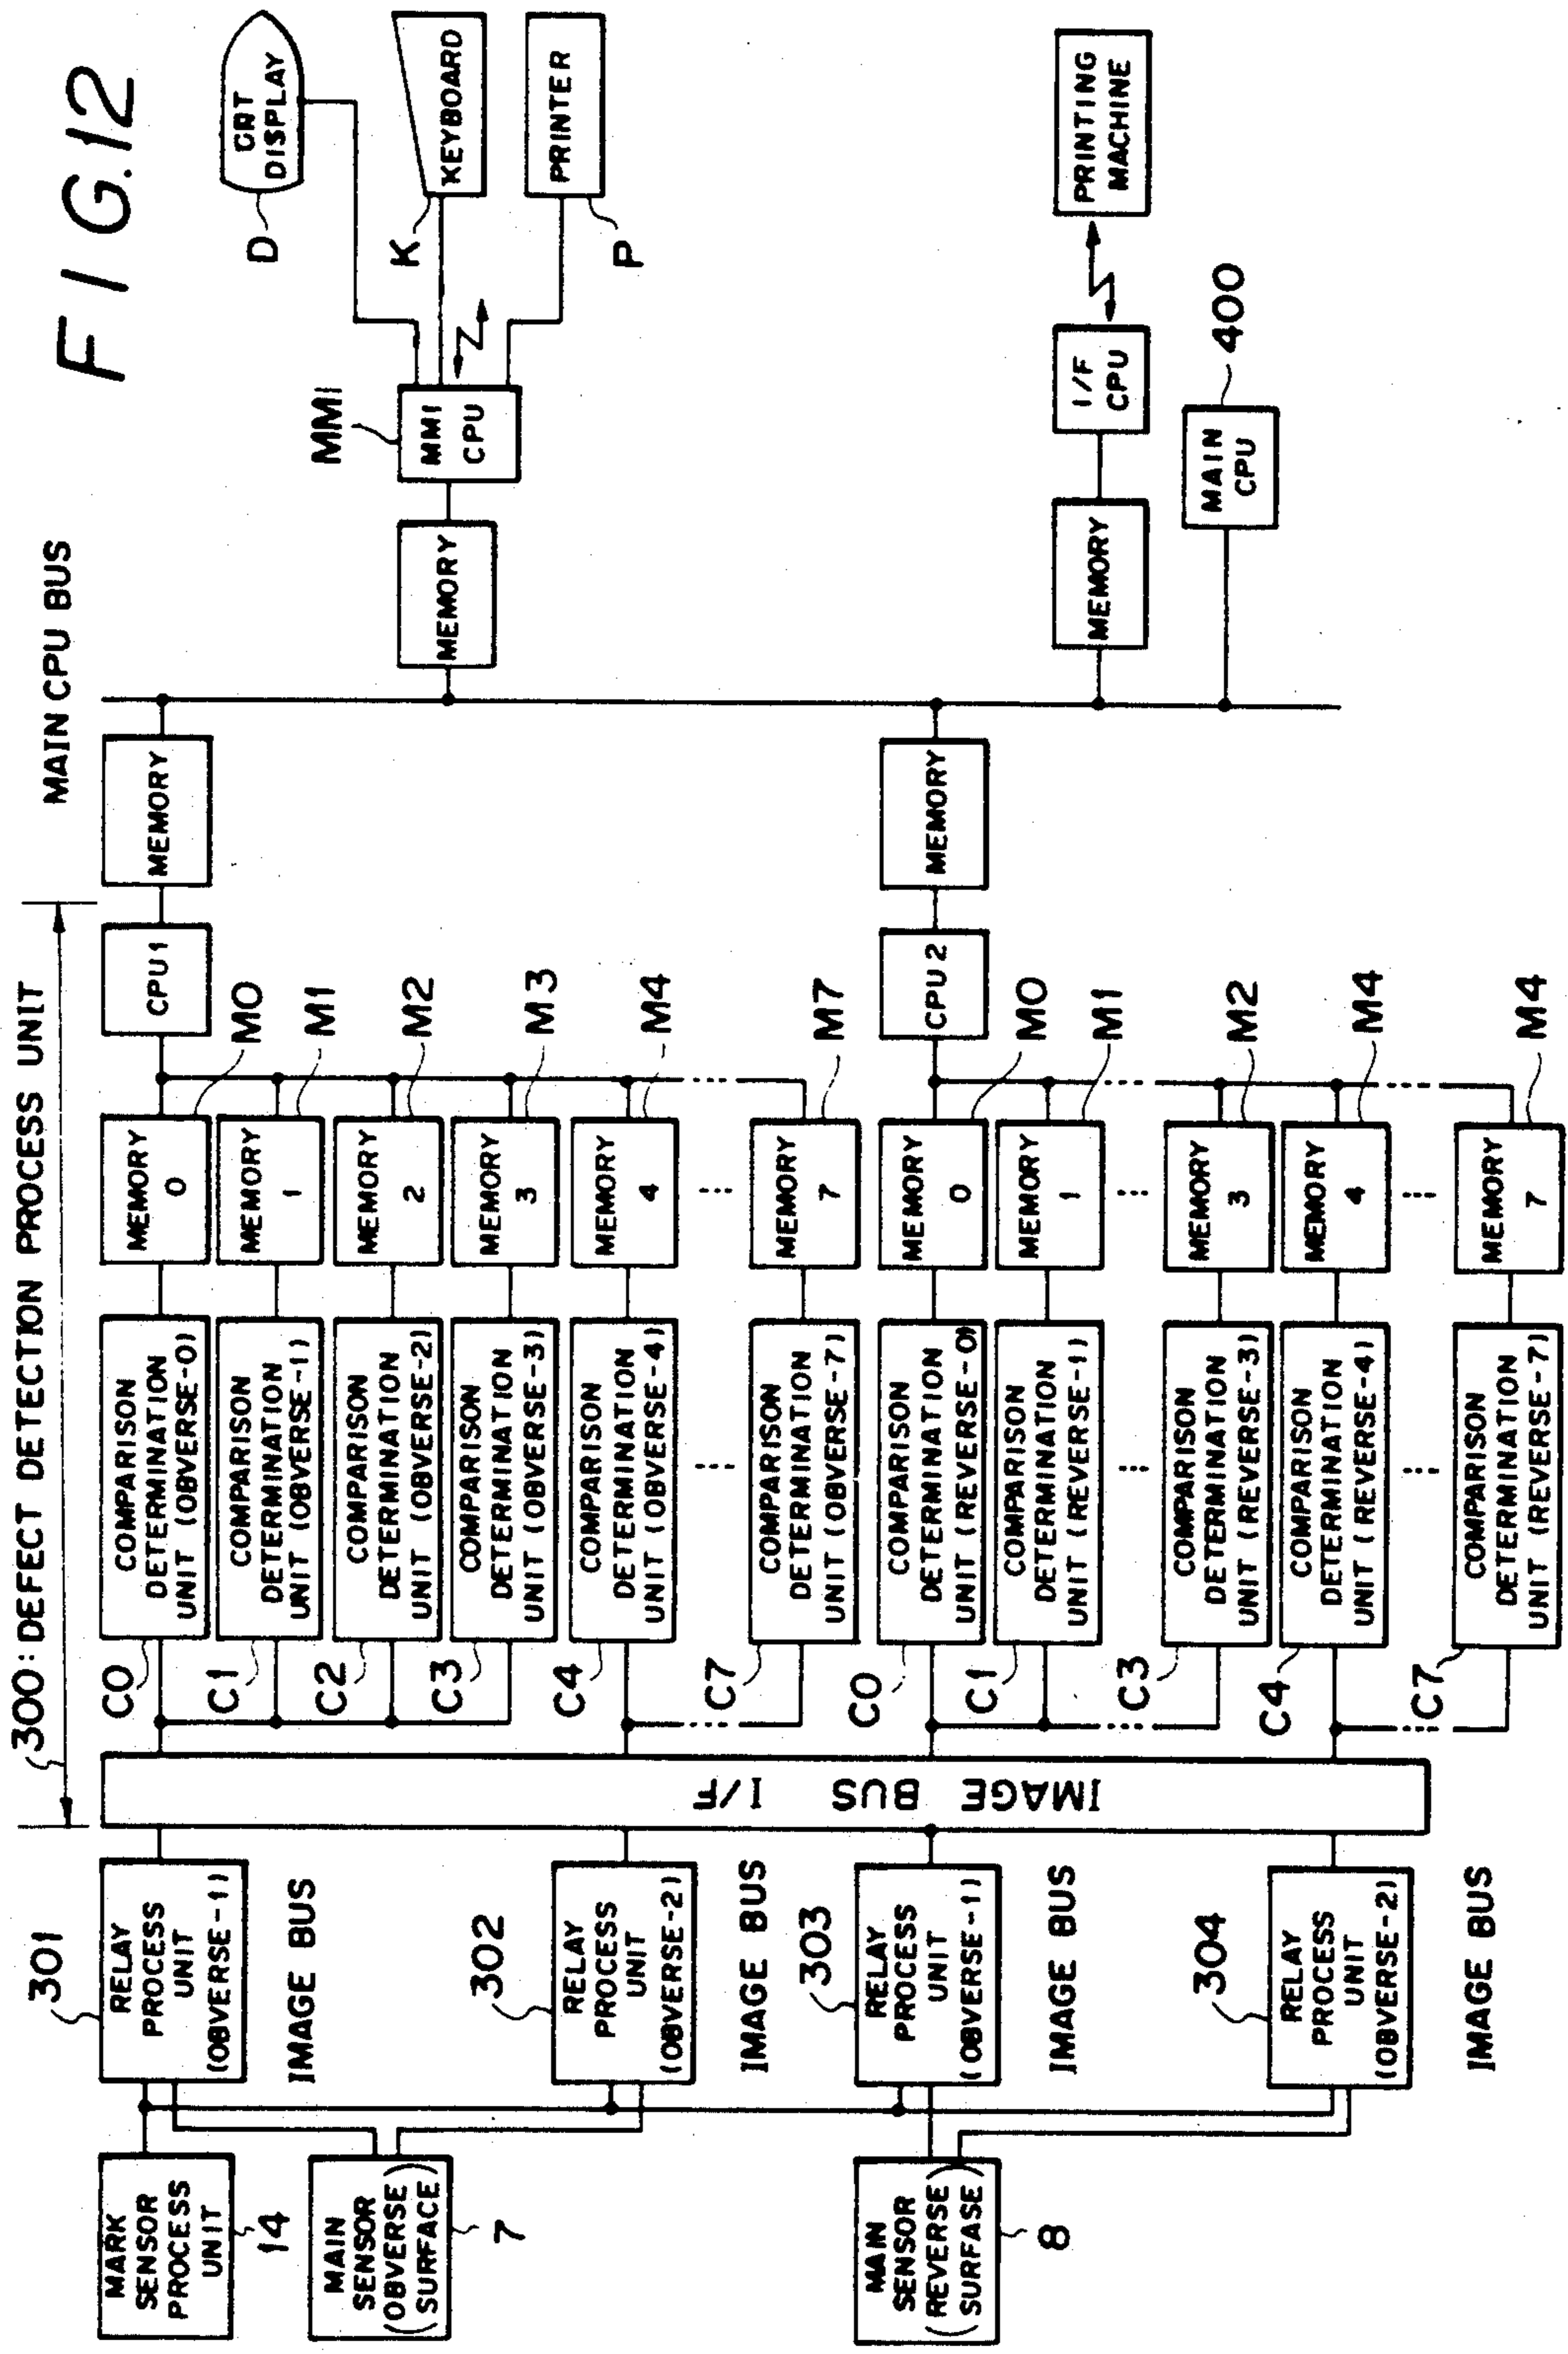 FIG.12
300: DEFECT DETECTION PROCESS UNIT
MAIN CPU BUS
MARK
SENSOR
PROCESS
UNIT
14
MAIN
SENSOR
(OBVERSE)
(SURFACE)
7
MAIN
SENSOR
(REVERSE)
(SURFASE)
8
301
RELAY
PROCESS
UNIT
(OBVERSE-1)
IMAGE BUS
302
RELAY
PROCESS
UNIT
(OBVERSE-2)
IMAGE BUS
303
RELAY
PROCESS
UNIT
(OBVERSE-1)
IMAGE BUS
304
RELAY
PROCESS
UNIT
(OBVERSE-2)
IMAGE BUS
IMAGE BUS I/F
C0
COMPARISON
DETERMINATION
UNIT (OBVERSE-0)
MEMORY
0
M0
C1
COMPARISON
DETERMINATION
UNIT (OBVERSE-1)
MEMORY
1
M1
C2
COMPARISON
DETERMINATION
UNIT (OBVERSE-2)
MEMORY
2
M2
C3
COMPARISON
DETERMINATION
UNIT (OBVERSE-3)
MEMORY
3
M3
C4
COMPARISON
DETERMINATION
UNIT (OBVERSE-4)
MEMORY
4
M4
C7
COMPARISON
DETERMINATION
UNIT (OBVERSE-7)
MEMORY
7
M7
C0
COMPARISON
DETERMINATION
UNIT (REVERSE-0)
MEMORY
0
M0
C1
COMPARISON
DETERMINATION
UNIT (REVERSE-1)
MEMORY
1
M1
C3
COMPARISON
DETERMINATION
UNIT (REVERSE-3)
MEMORY
3
M2
C4
COMPARISON
DETERMINATION
UNIT (REVERSE-4)
MEMORY
4
M4
C7
COMPARISON
DETERMINATION
UNIT (REVERSE-7)
MEMORY
7
M4
CPU1
MEMORY
CPU2
MEMORY
MEMORY
MMI
CPU
MMI
D
CRT
DISPLAY
K
KEYBOARD
P
PRINTER
MEMORY
I/F
CPU
PRINTING
MACHINE
MAIN
CPU
400